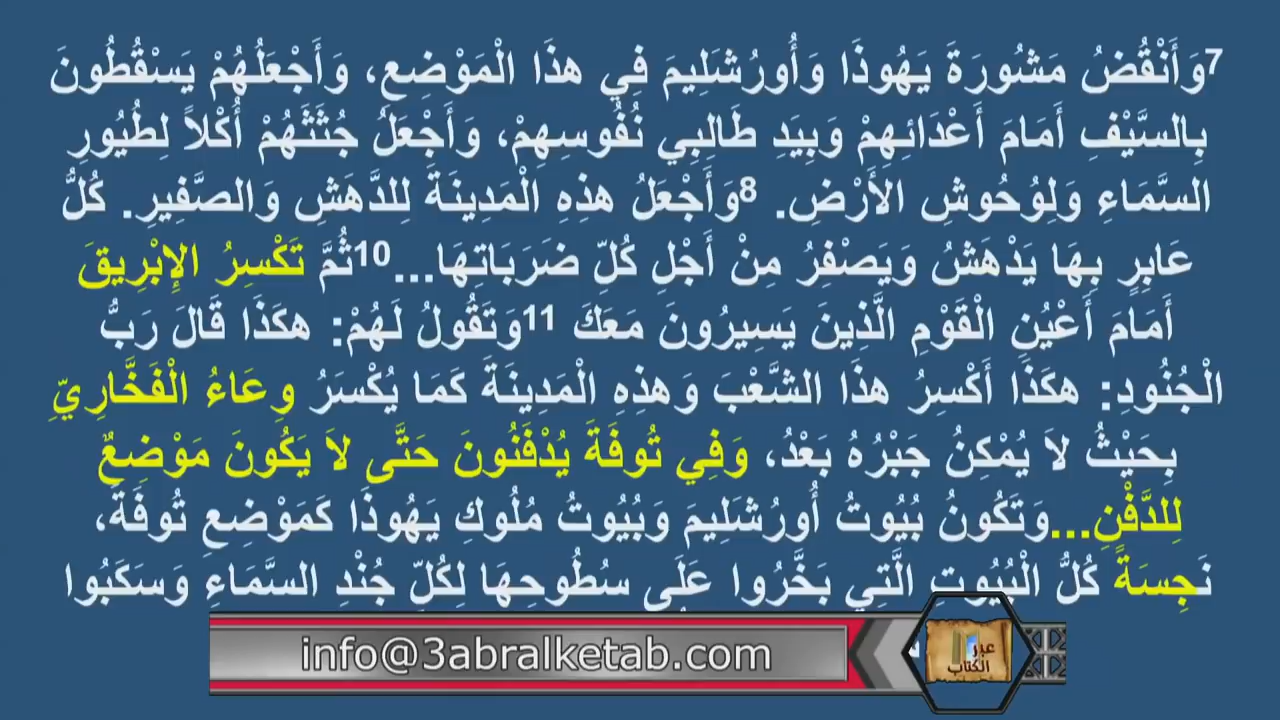 7وَأَنْقُضُ مَشُورَةَ يَهُوذَا وَأُورُشَلِيمَ فِي هذَا الْمَوْضِعِ، وَأَجْعَلُهُمْ يَسْقُطُونَ
بِالسَّيْفِ أَمَامَ أَعْدَائِهِمْ وَبِيَدِ طَالِبِي نُفُوسِهِمْ، وَأَجْعَلُ جُثَثَهُمْ أُكْلاً لِطُيُورِ
السَّمَاءِ وَلِوُحُوشِ الأَرْضِ. 8وَأَجْعَلُ هذِهِ الْمَدِينَةَ لِلدَّهَشِ وَالصَّفِيرِ. كُلُّ
عَابِرٍ بِهَا يَدْهَشُ وَيَصْفِرُ مِنْ أَجْلِ كُلّ ضَرَبَاتِهَا...10ثُمَّ تَكْسِرُ الإِبْرِيقَ
أَمَامَ أَعْيُنِ الْقَوْمِ الَّذِينَ يَسِيرُونَ مَعَكَ 11وَتَقُولُ لَهُمْ: هكَذَا قَالَ رَبُّ
الْجُنُودِ: هكَذَا أَكْسِرُ هذَا الشَّعْبَ وَهذِهِ الْمَدِينَةَ كَمَا يُكْسَرُ وِعَاءُ الْفَخَّارِيِّ
بِحَيْثُ لاَ يُمْكِنُ جَبْرُهُ بَعْدُ، وَفِي تُوفَةَ يُدْفَنُونَ حَتَّى لاَ يَكُونَ مَوْضِعٌ
لِلدَّفْنِ...وَتَكُونُ بُيُوتُ أُورُشَلِيمَ وَبُيُوتُ مُلُوكِ يَهُوذَا كَمَوْضِعِ تُوفَةَ،
نَجِسَةً كُلُّ الْبُيُوتِ الَّتِي بَخَّرُوا عَلَى سُطُوحِهَا لِكُلِّ جُنْدِ السَّمَاءِ وَسَكَبُوا
info@3abralketab.com
عبر
الكتاب